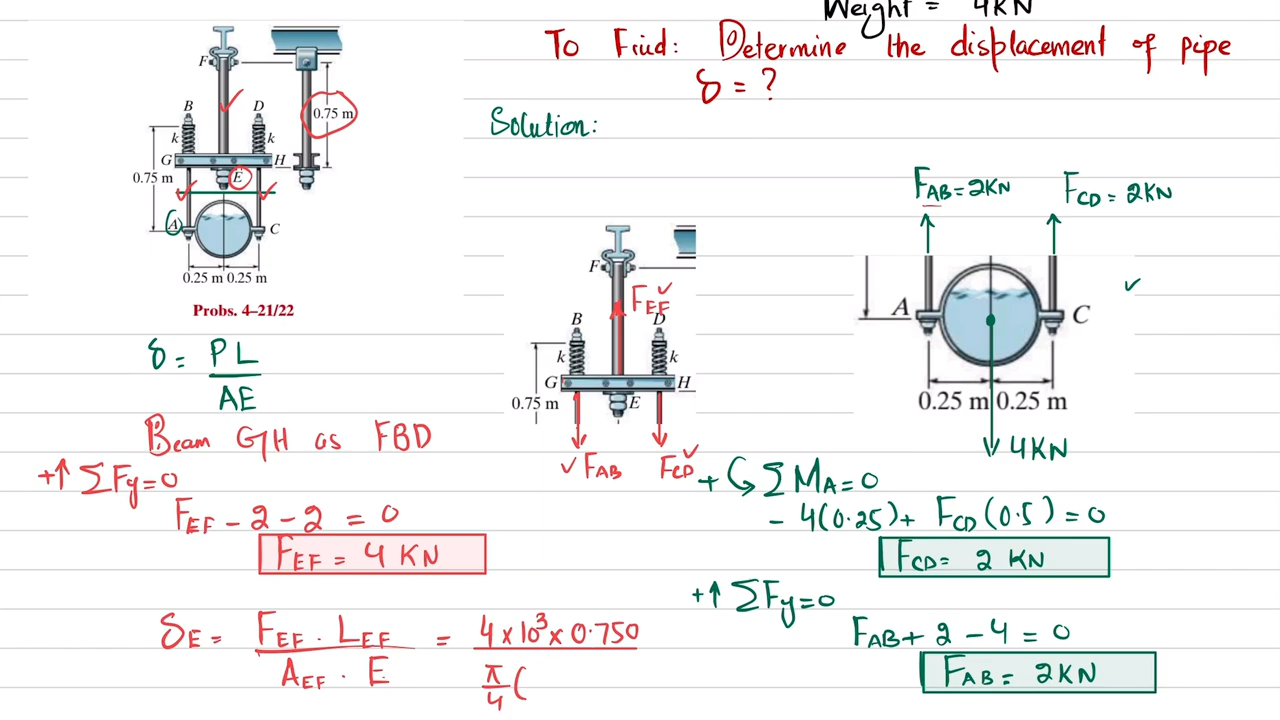 Weight = 4KN
To Find: Determine the displacement of pipe
δ = ?
Solution:
F
B
D
0.75 m
k
k
G
H
E
0.75 m
A
C
0.25 m 0.25 m
Probs. 4–21/22
δ = PL / AE
Beam GH as FBD
+↑ ΣFy=0
FEF - 2 - 2 = 0
FEF = 4 KN
δE = FEF . LEF / AEF . E = 4 x 10³ x 0.750 / π/4 (
F
FEF
B
D
k
k
G
H
0.75 m
E
FAB
FCD
FAB = 2KN
FCD = 2KN
A
C
0.25 m 0.25 m
4KN
+ ΣMA = 0
- 4(0.25) + FCD (0.5) = 0
FCD = 2 KN
+↑ ΣFy=0
FAB + 2 - 4 = 0
FAB = 2KN